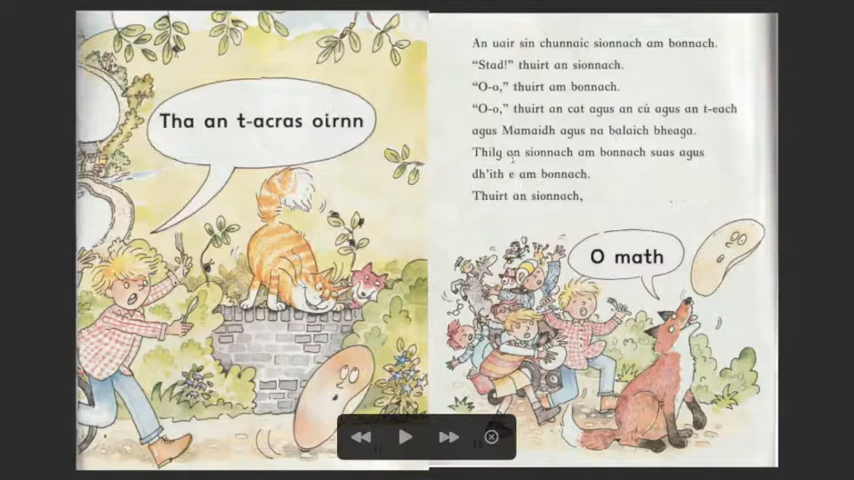 Tha an t-acras oirnn
An uair sin chunnaic sionnach am bonnach.
“Stad!” thuirt an sionnach.
“O-o,” thuirt am bonnach.
“O-o,” thuirt an cat agus an cù agus an t-each
agus Mamaidh agus na balaich bheaga.
Thilg an sionnach am bonnach suas agus
dh'ith e am bonnach.
Thuirt an sionnach,
O math